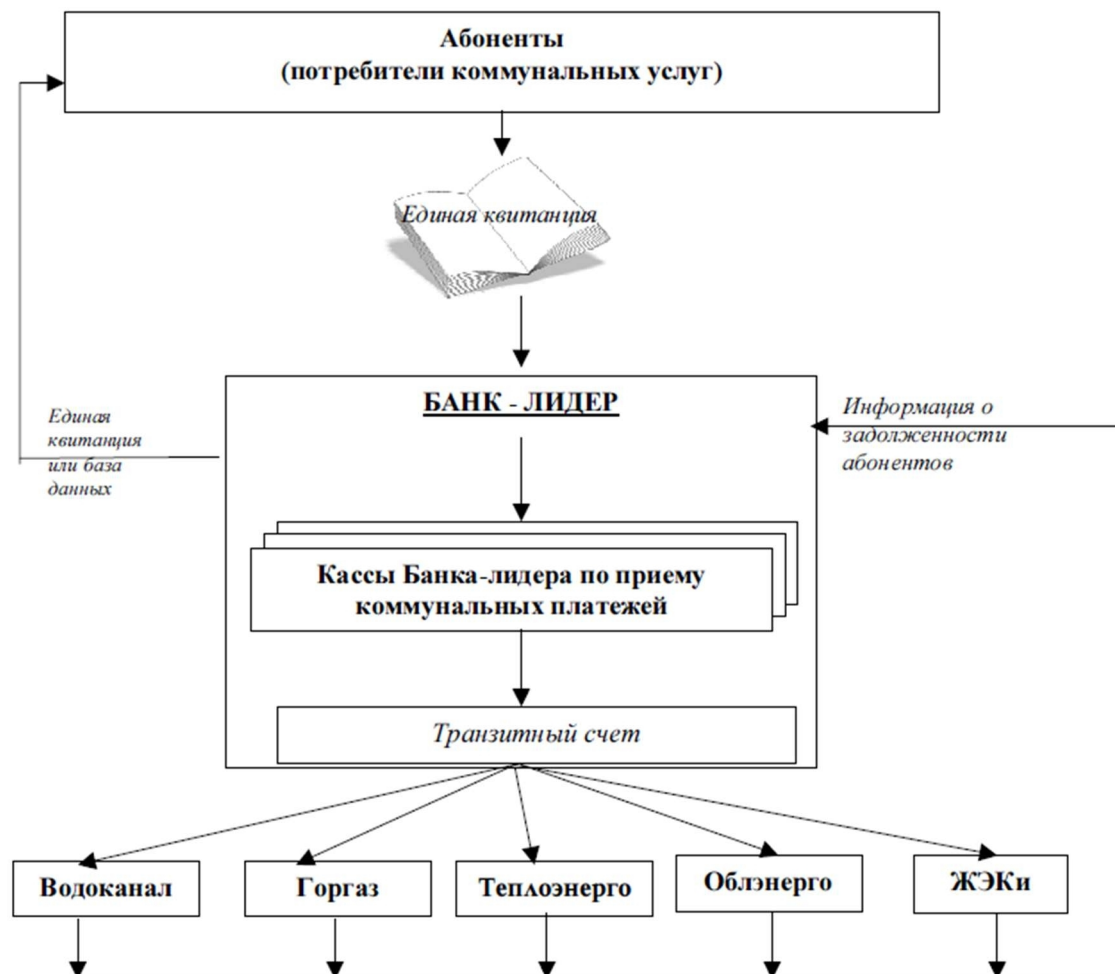 Абоненты
(потребители коммунальных услуг)
Единая квитанция
БАНК - ЛИДЕР
Единая
квитанция
или база
данных
Информация о
задолженности
абонентов
Кассы Банка-лидера по приему
коммунальных платежей
Транзитный счет
Водоканал
Горгаз
Теплоэнерго
Облэнерго
ЖЭКи